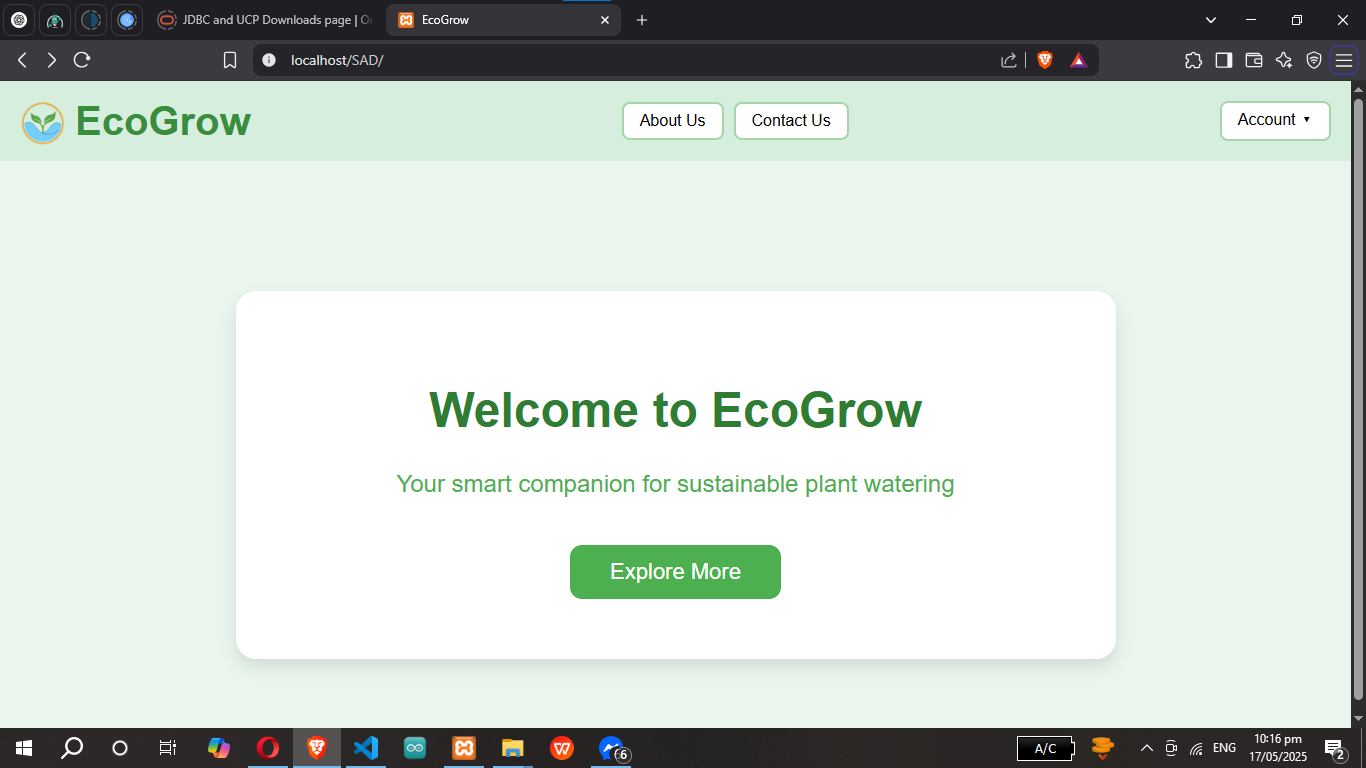 JDBC and UCP Downloads page | O
EcoGrow
localhost/SAD/
EcoGrow
About Us
Contact Us
Account ▼
Welcome to EcoGrow
Your smart companion for sustainable plant watering
Explore More
A/C
ENG
10:16 pm
17/05/2025
6
2